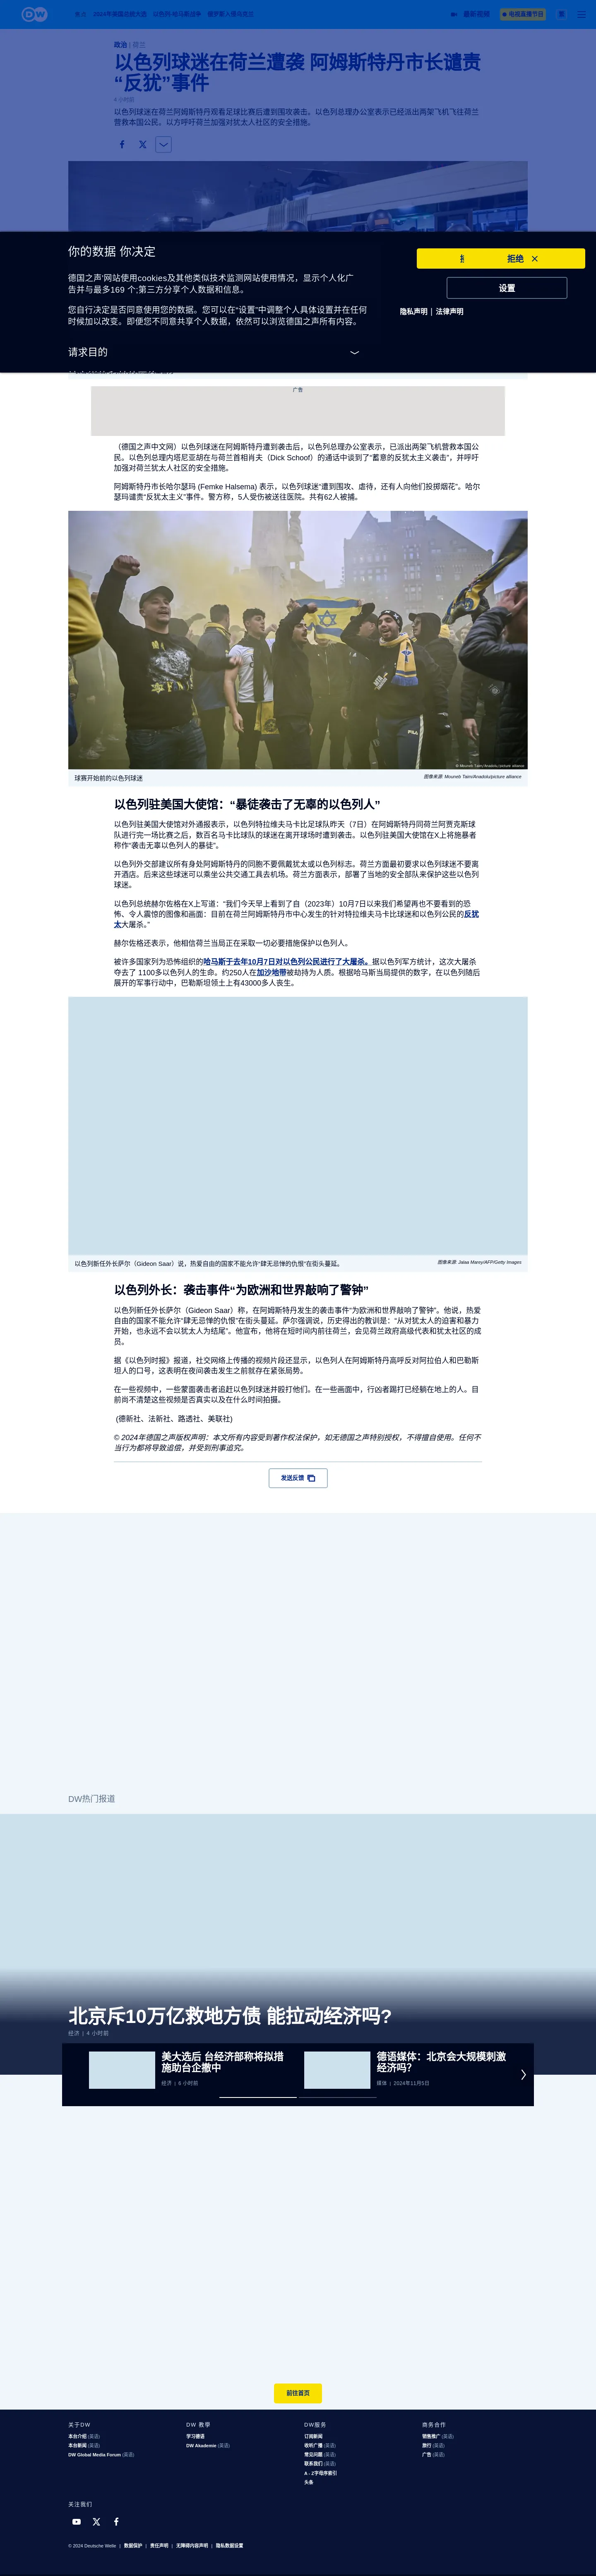 DW
2024年美国总统大选 以色列-哈马斯战争 俄罗斯入侵乌克兰
最新视频
电视直播节目
政治 | 荷兰
以色列球迷在荷兰遭袭 阿姆斯特丹市长谴责
“反犹”事件
4 小时前
以色列球迷在荷兰阿姆斯特丹观看足球比赛后遭到围攻袭击。以色列总理办公室表示已经派出两架飞机飞往荷兰
营救本国公民，以方呼吁荷兰加强对犹太人社区的安全措施。
你的数据 你决定
德国之声'网站使用cookies及其他类似技术监测网站使用情况，显示个人化广
告并与最多169 个;第三方分享个人数据和信息。
您自行决定是否同意使用您的数据。您可以在“设置”中调整个人具体设置并在任何
时候加以改变。即便您不同意共享个人数据，依然可以浏览德国之声所有内容。
请求目的
拒绝
设置
隐私声明 | 法律声明
广告
（德国之声中文网）以色列球迷在阿姆斯特丹遭到袭击后，以色列总理办公室表示，已派出两架飞机营救本国公
民。以色列总理内塔尼亚胡在与荷兰首相肖夫（Dick Schoof）的通话中谈到了“蓄意的反犹太主义袭击”，并呼吁
加强对荷兰犹太人社区的安全措施。
阿姆斯特丹市长哈尔瑟玛 (Femke Halsema) 表示，以色列球迷“遭到围攻、虐待，还有人向他们投掷烟花”。哈尔
瑟玛谴责“反犹太主义”事件。警方称，5人受伤被送往医院。共有62人被捕。
© Mouneb Taim/Anadolu/picture alliance
球赛开始前的以色列球迷
图像来源: Mouneb Taim/Anadolu/picture alliance
以色列驻美国大使馆：“暴徒袭击了无辜的以色列人”
以色列驻美国大使馆对外通报表示，以色列特拉维夫马卡比足球队昨天（7日）在阿姆斯特丹同荷兰阿贾克斯球
队进行完一场比赛之后，数百名马卡比球队的球迷在离开球场时遭到袭击。以色列驻美国大使馆在X上将施暴者
称作“袭击无辜以色列人的暴徒”。
以色列外交部建议所有身处阿姆斯特丹的同胞不要佩戴犹太或以色列标志。荷兰方面最初要求以色列球迷不要离
开酒店。后来这些球迷可以乘坐公共交通工具去机场。荷兰方面表示，部署了当地的安全部队来保护这些以色列
球迷。
以色列总统赫尔佐格在X上写道：“我们今天早上看到了自（2023年）10月7日以来我们希望再也不要看到的恐
怖、令人震惊的图像和画面：目前在荷兰阿姆斯特丹市中心发生的针对特拉维夫马卡比球迷和以色列公民的反犹
太大屠杀。”
赫尔佐格还表示，他相信荷兰当局正在采取一切必要措施保护以色列人。
被许多国家列为恐怖组织的哈马斯于去年10月7日对以色列公民进行了大屠杀。据以色列军方统计，这次大屠杀
夺去了 1100多以色列人的生命，约250人在加沙地带被劫持为人质。根据哈马斯当局提供的数字，在以色列随后
展开的军事行动中，巴勒斯坦领土上有43000多人丧生。
以色列新任外长萨尔（Gideon Saar）说，热爱自由的国家不能允许“肆无忌惮的仇恨”在街头蔓延。
图像来源: Jalaa Marey/AFP/Getty Images
以色列外长：袭击事件“为欧洲和世界敲响了警钟”
以色列新任外长萨尔（Gideon Saar）称，在阿姆斯特丹发生的袭击事件“为欧洲和世界敲响了警钟”。他说，热爱
自由的国家不能允许“肆无忌惮的仇恨”在街头蔓延。萨尔强调说，历史得出的教训是：“从对犹太人的迫害和暴力
开始，也永远不会以犹太人为结尾”。他宣布，他将在短时间内前往荷兰，会见荷兰政府高级代表和犹太社区的成
员。
据《以色列时报》报道，社交网络上传播的视频片段还显示，以色列人在阿姆斯特丹高呼反对阿拉伯人和巴勒斯
坦人的口号，这表明在夜间袭击发生之前就存在紧张局势。
在一些视频中，一些蒙面袭击者追赶以色列球迷并殴打他们。在一些画面中，行凶者踢打已经躺在地上的人。目
前尚不清楚这些视频是否真实以及在什么时间拍摄。
(德新社、法新社、路透社、美联社)
© 2024年德国之声版权声明：本文所有内容受到著作权法保护，如无德国之声特别授权，不得擅自使用。任何不
当行为都将导致追偿，并受到刑事追究。
发送反馈
DW热门报道
北京斥10万亿救地方债 能拉动经济吗?
经济 | 4 小时前
美大选后 台经济部称将拟措
施助台企撤中
经济 | 6 小时前
德语媒体：北京会大规模刺激
经济吗？
媒体 | 2024年11月5日
前往首页
关于DW
本台介绍 (英语)
本台新闻 (英语)
DW Global Media Forum (英语)
DW 教學
学习德语
DW Akademie (英语)
DW服务
订阅新闻
收听广播 (英语)
常见问题 (英语)
联系我们 (英语)
A - Z字母序索引
头条
商务合作
销售推广 (英语)
旅行 (英语)
广告 (英语)
关注我们
© 2024 Deutsche Welle | 数据保护 | 责任声明 | 无障碍内容声明 | 隐私数据设置